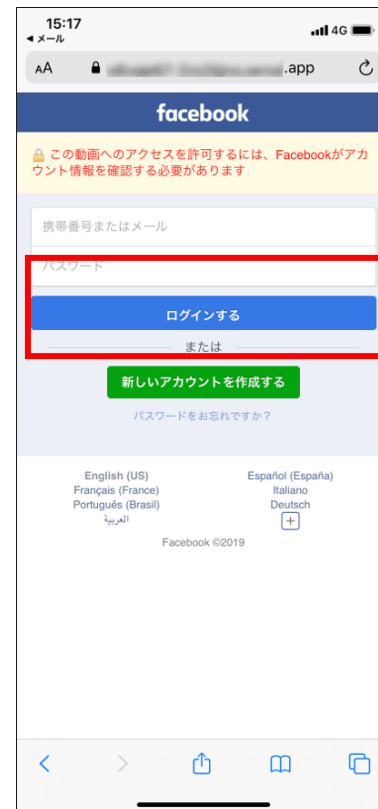 15:17
4G
◀ メール
AA
.app
facebook
この動画へのアクセスを許可するには、Facebookがアカ
ウント情報を確認する必要があります
携帯番号またはメール
パスワード
ログインする
または
新しいアカウントを作成する
パスワードをお忘れですか？
English (US)
Español (España)
Français (France)
Italiano
Português (Brasil)
Deutsch
العربية
Facebook ©2019